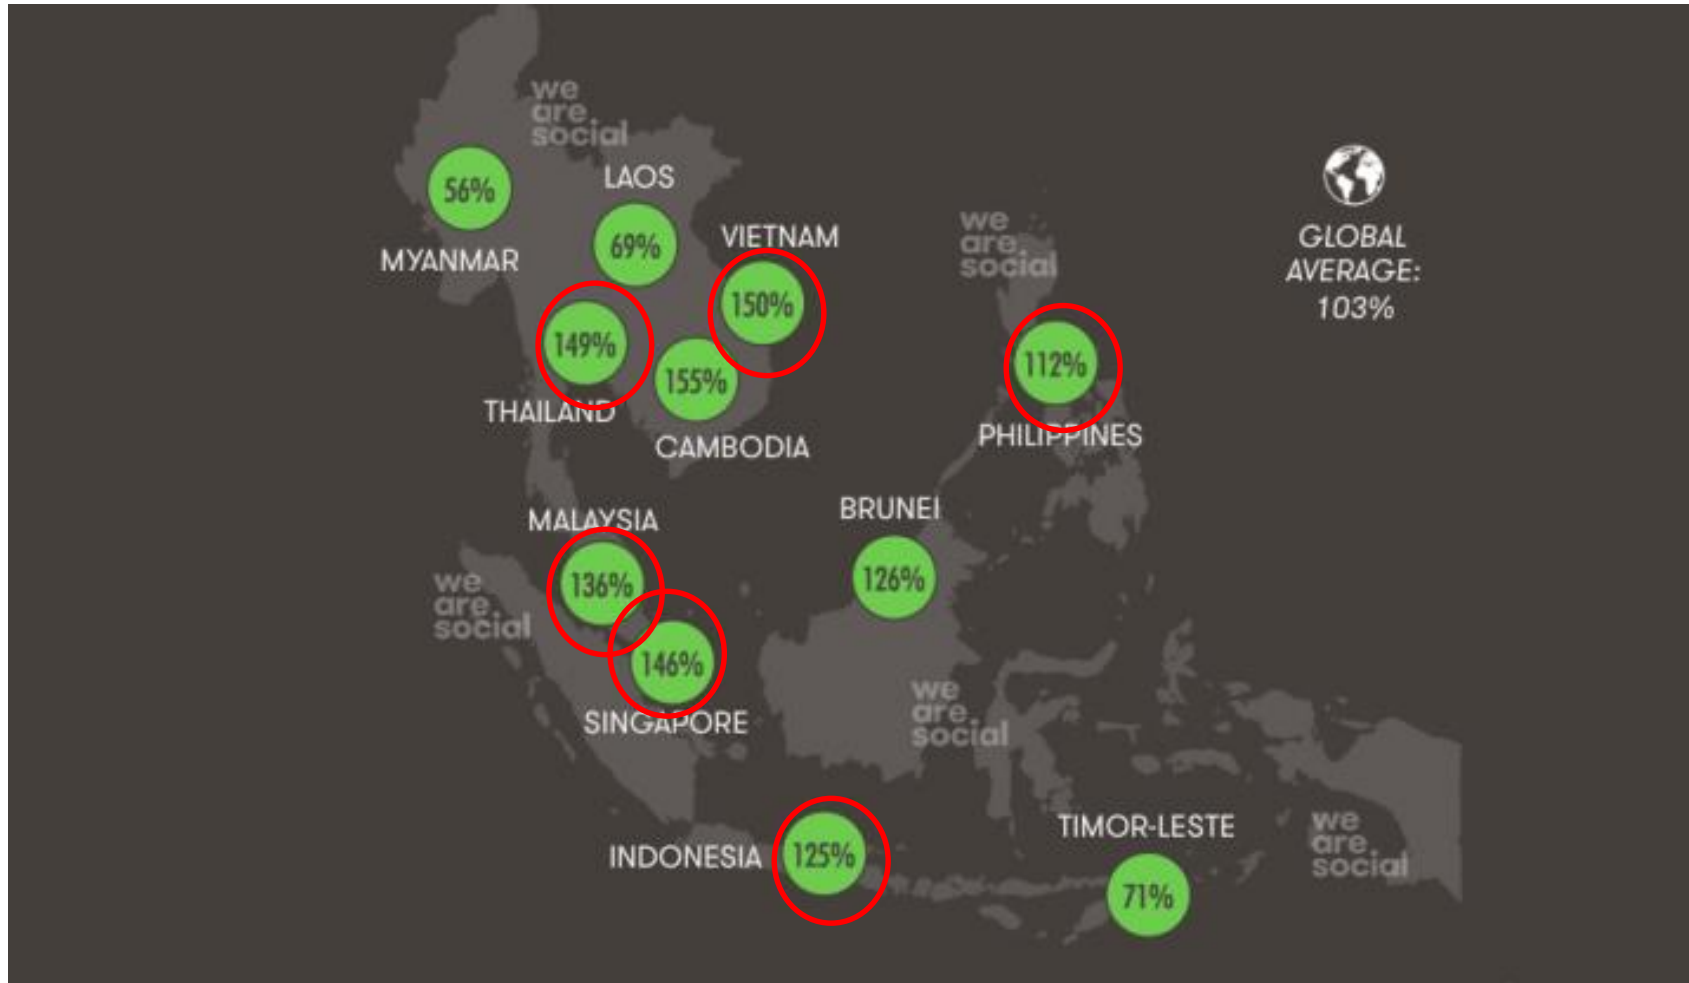 we
are.
social
56%
MYANMAR
LAOS
69%
VIETNAM
150%
149%
THAILAND
155%
CAMBODIA
we
are.
social
112%
PHILIPPINES
GLOBAL
AVERAGE:
103%
MALAYSIA
136%
we
are.
social
146%
SINGAPORE
BRUNEI
126%
we
are.
social
INDONESIA
125%
TIMOR-LESTE
71%
we
are.
social